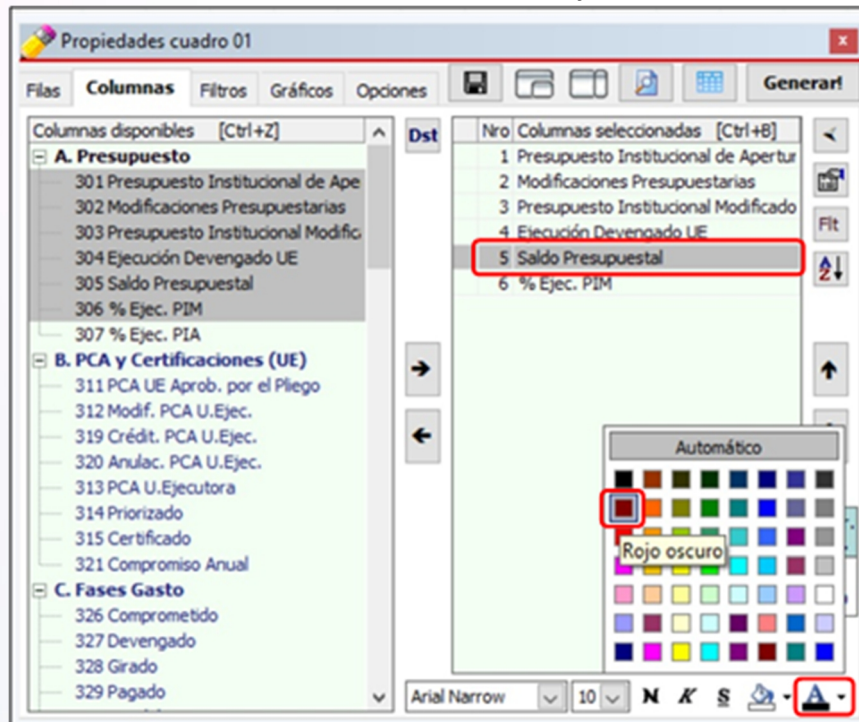 Propiedades cuadro 01
x
Filas Columnas Filtros Gráficos Opciones Generar!
Columnas disponibles [Ctrl+Z]
A. Presupuesto
301 Presupuesto Institucional de Ape
302 Modificaciones Presupuestarias
303 Presupuesto Institucional Modific
304 Ejecución Devengado UE
305 Saldo Presupuestal
306 % Ejec. PIM
307 % Ejec. PIA
B. PCA y Certificaciones (UE)
311 PCA UE Aprob. por el Pliego
312 Modif. PCA U.Ejec.
319 Crédit. PCA U.Ejec.
320 Anulac. PCA U.Ejec.
313 PCA U.Ejecutora
314 Priorizado
315 Certificado
321 Compromiso Anual
C. Fases Gasto
326 Comprometido
327 Devengado
328 Girado
329 Pagado
Dst
Nro Columnas seleccionadas [Ctrl+B]
1 Presupuesto Institucional de Apertur
2 Modificaciones Presupuestarias
3 Presupuesto Institucional Modificado
4 Ejecución Devengado UE
5 Saldo Presupuestal
6 % Ejec. PIM
Flt
A
Z
Automático
Rojo oscuro
Arial Narrow 10 N K S A